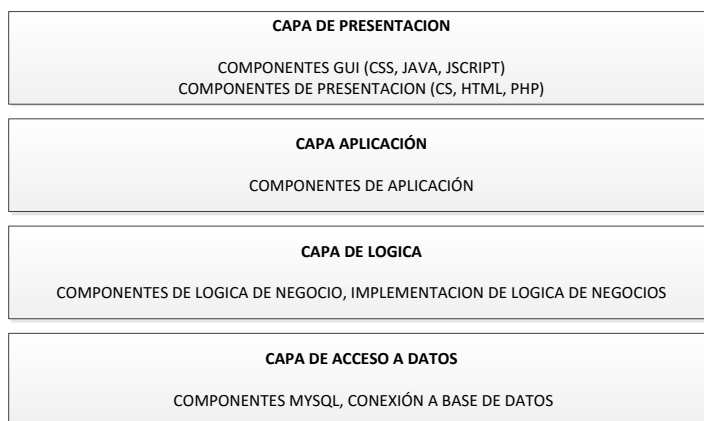 CAPA DE PRESENTACION
COMPONENTES GUI (CSS, JAVA, JSCRIPT)
COMPONENTES DE PRESENTACION (CS, HTML, PHP)
CAPA APLICACIÓN
COMPONENTES DE APLICACIÓN
CAPA DE LOGICA
COMPONENTES DE LOGICA DE NEGOCIO, IMPLEMENTACION DE LOGICA DE NEGOCIOS
CAPA DE ACCESO A DATOS
COMPONENTES MYSQL, CONEXIÓN A BASE DE DATOS